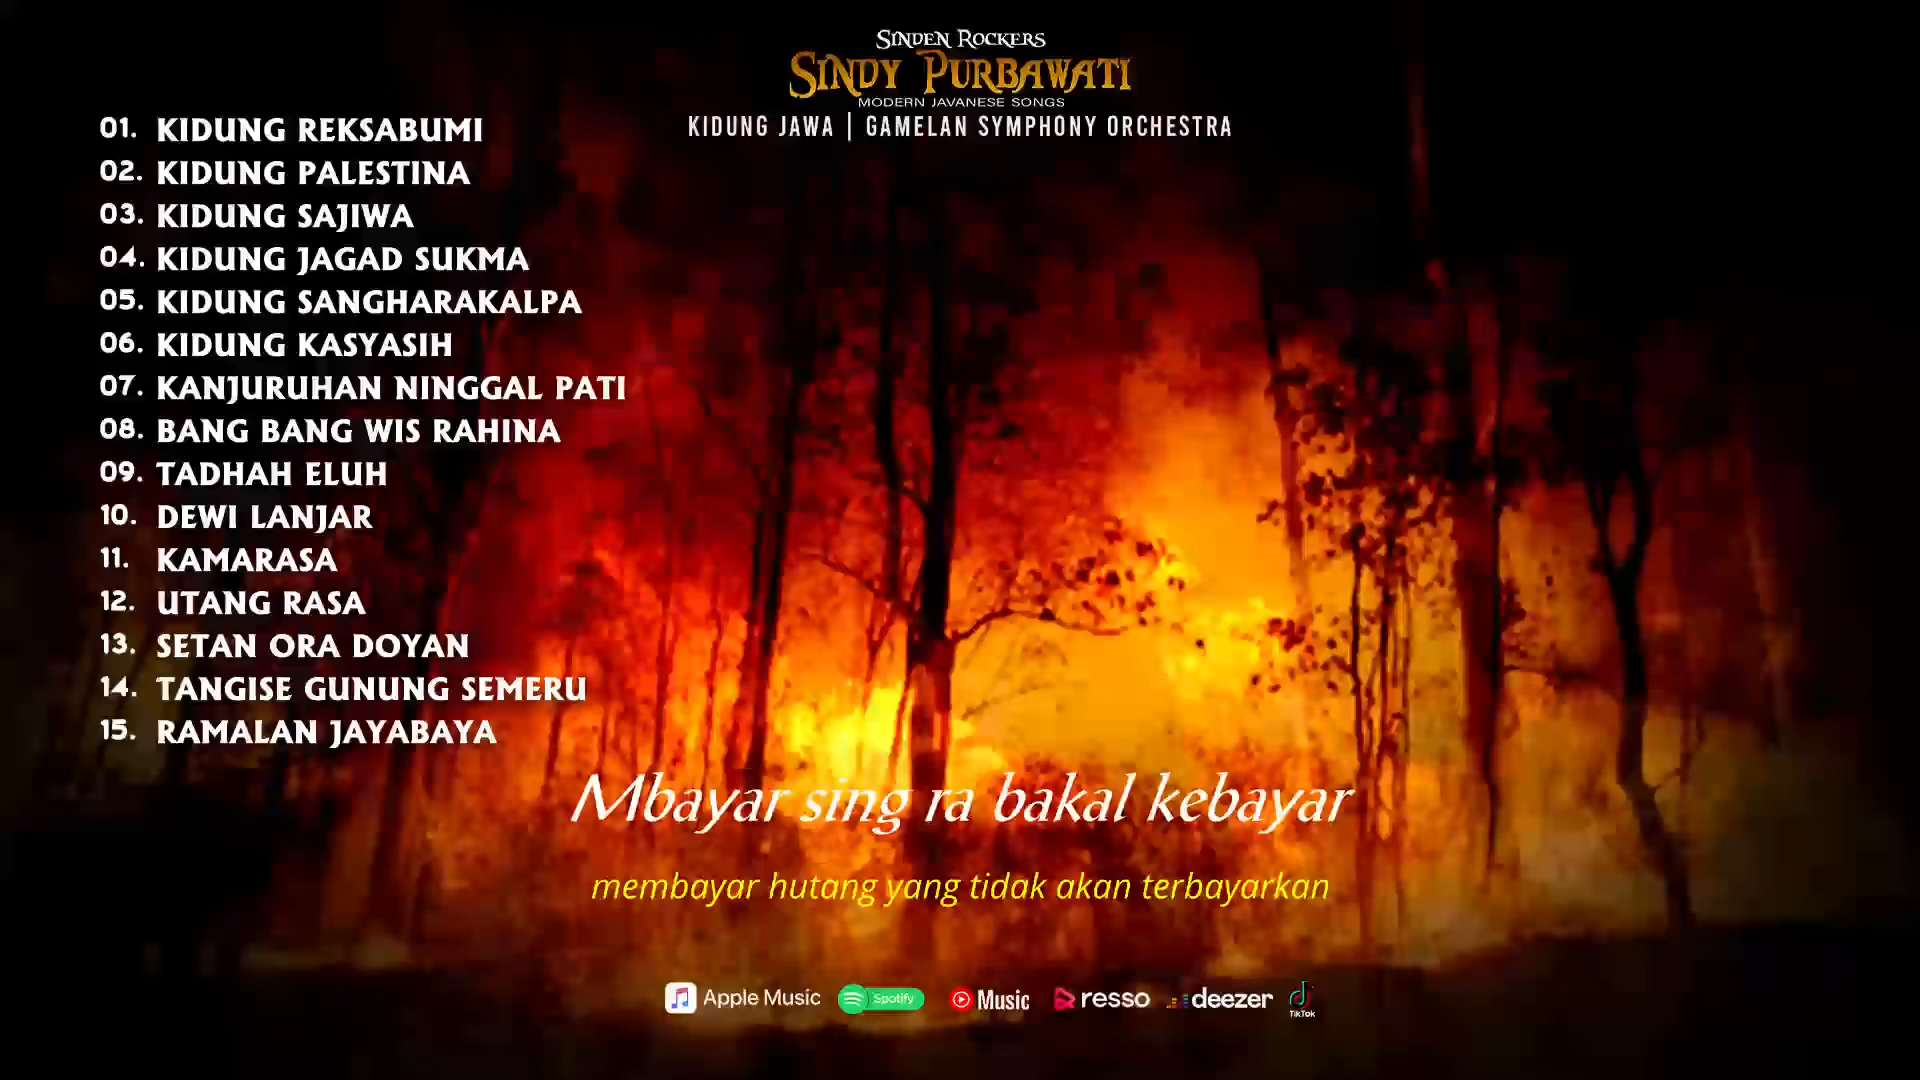 SINDEN ROCKERS
SINDY PURBAWATI
MODERN JAVANESE SONGS
KIDUNG JAWA | GAMELAN SYMPHONY ORCHESTRA
01. KIDUNG REKSABUMI
02. KIDUNG PALESTINA
03. KIDUNG SAJIWA
04. KIDUNG JAGAD SUKMA
05. KIDUNG SANGHARAKALPA
06. KIDUNG KASYASIH
07. KANJURUHAN NINGGAL PATI
08. BANG BANG WIS RAHINA
09. TADHAH ELUH
10. DEWI LANJAR
11. KAMARASA
12. UTANG RASA
13. SETAN ORA DOYAN
14. TANGISE GUNUNG SEMERU
15. RAMALAN JAYABAYA
Mbayar sing ra bakal kebayar
membayar hutang yang tidak akan terbayarkan
Apple Music Spotify Music resso deezer TikTok